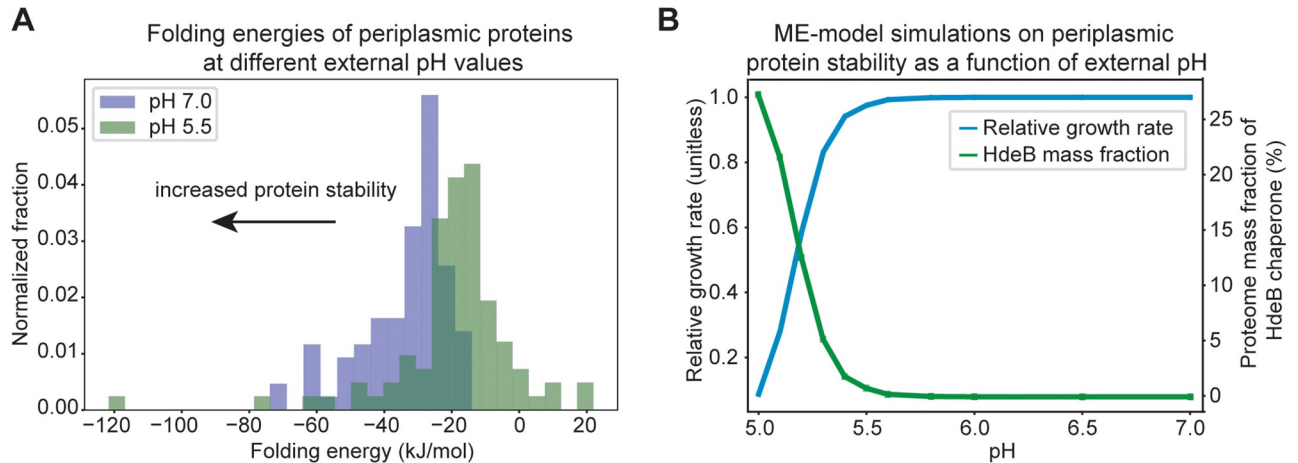 A
Folding energies of periplasmic proteins
at different external pH values
pH 7.0
pH 5.5
increased protein stability
Normalized fraction
0.05
0.04
0.03
0.02
0.01
0.00
−120
−100
−80
−60
−40
−20
0
20
Folding energy (kJ/mol)
B
ME-model simulations on periplasmic
protein stability as a function of external pH
Relative growth rate
HdeB mass fraction
Relative growth rate (unitless)
1.0
0.8
0.6
0.4
0.2
5.0
5.5
6.0
6.5
7.0
pH
25
20
15
10
5
0
Proteome mass fraction of
HdeB chaperone (%)